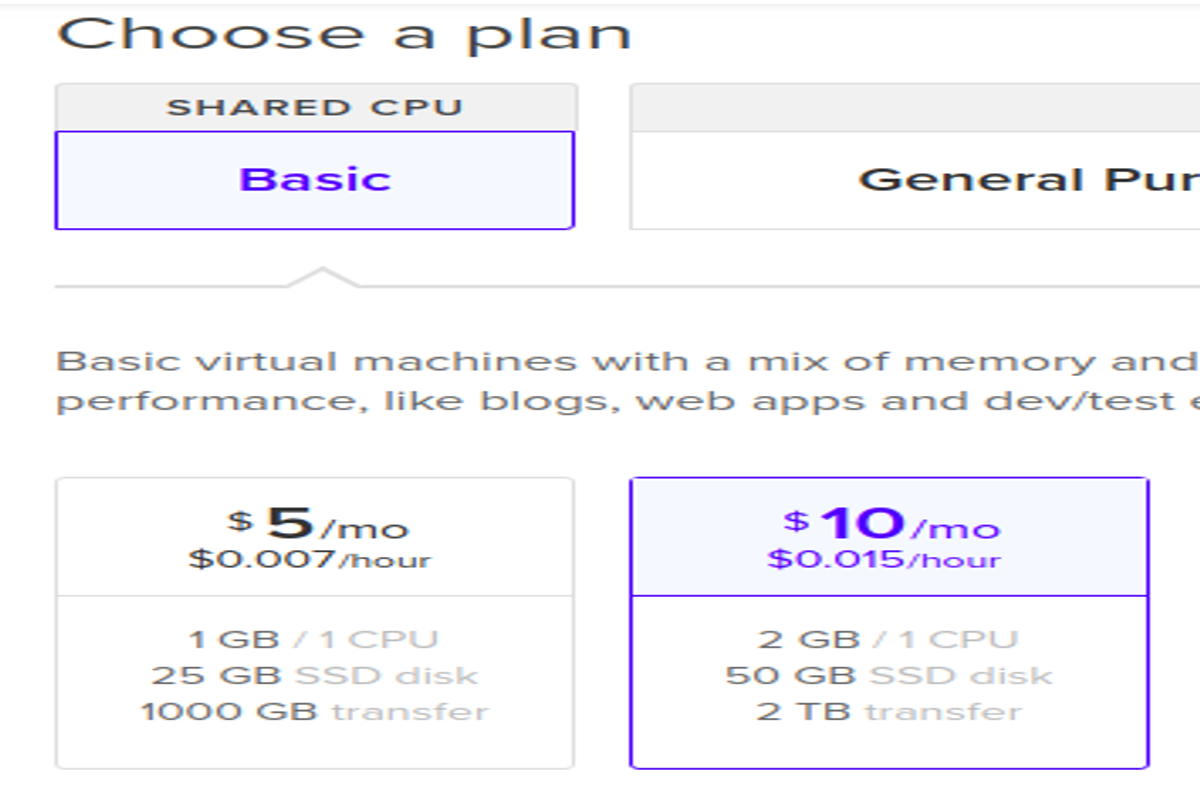 Choose a plan
SHARED CPU
Basic
General
Basic virtual machines with a mix of memory and
performance, like blogs, web apps and dev/test
$ 5/mo
$0.007/hour
1 GB / 1 CPU
25 GB SSD disk
1000 GB transfer
$ 10/mo
$0.015/hour
2 GB / 1 CPU
50 GB SSD disk
2 TB transfer